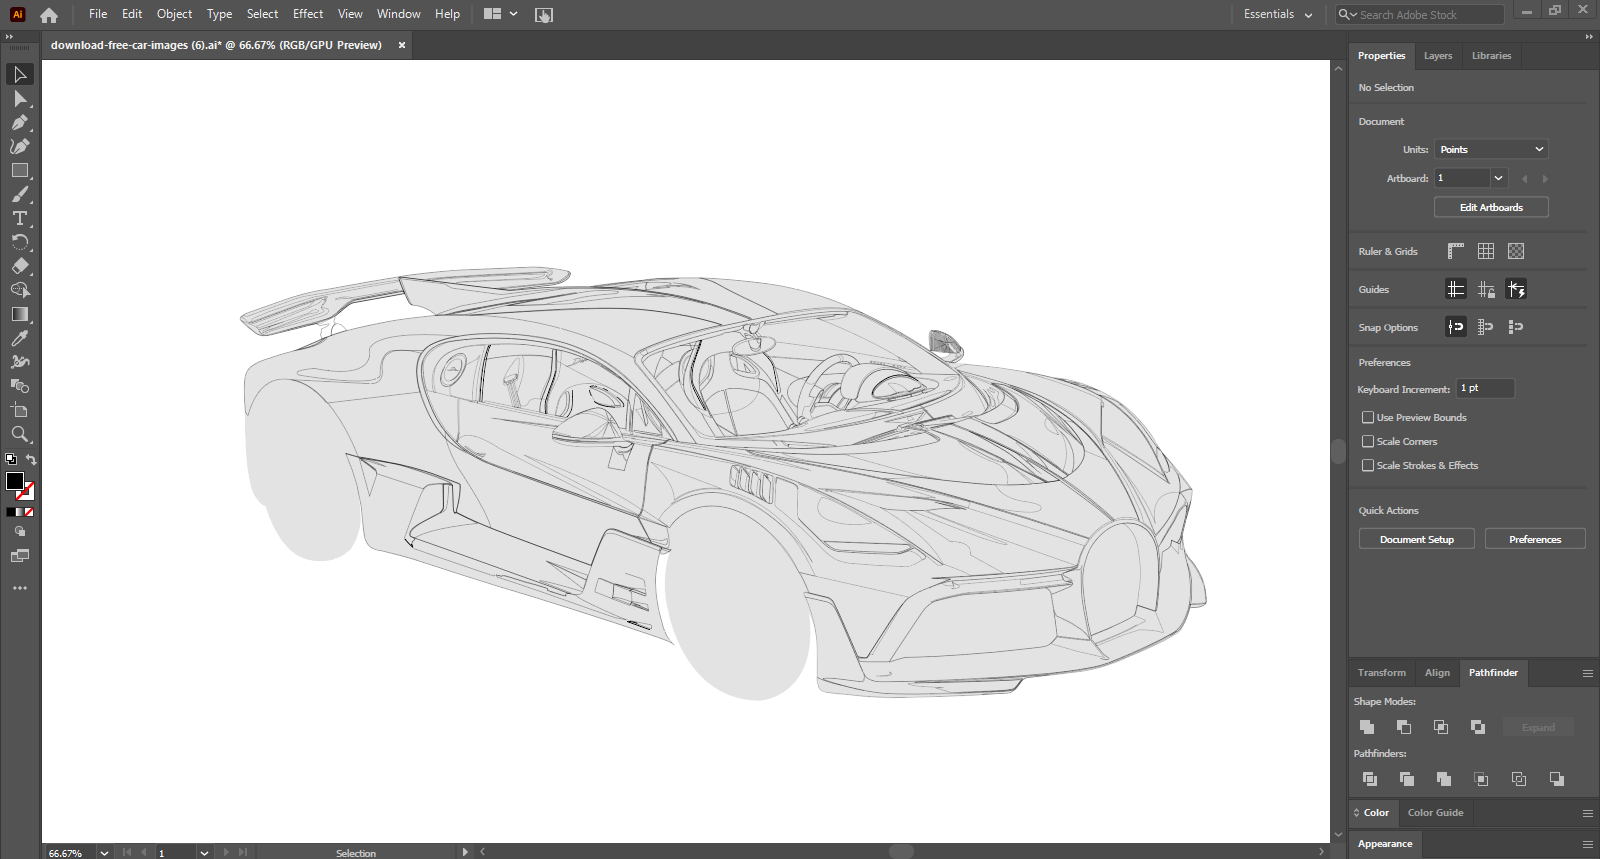 Ai File Edit Object Type Select Effect View Window Help Essentials Search Adobe Stock
download-free-car-images (6).ai* @ 66.67% (RGB/GPU Preview) ×
Properties Layers Libraries
No Selection
Document
Units: Points
Artboard: 1
Edit Artboards
Ruler & Grids
Guides
Snap Options
Preferences
Keyboard Increment: 1 pt
Use Preview Bounds
Scale Corners
Scale Strokes & Effects
Quick Actions
Document Setup Preferences
Transform Align Pathfinder
Shape Modes:
Expand
Pathfinders:
Color Color Guide
Appearance
66.67% 1 Selection